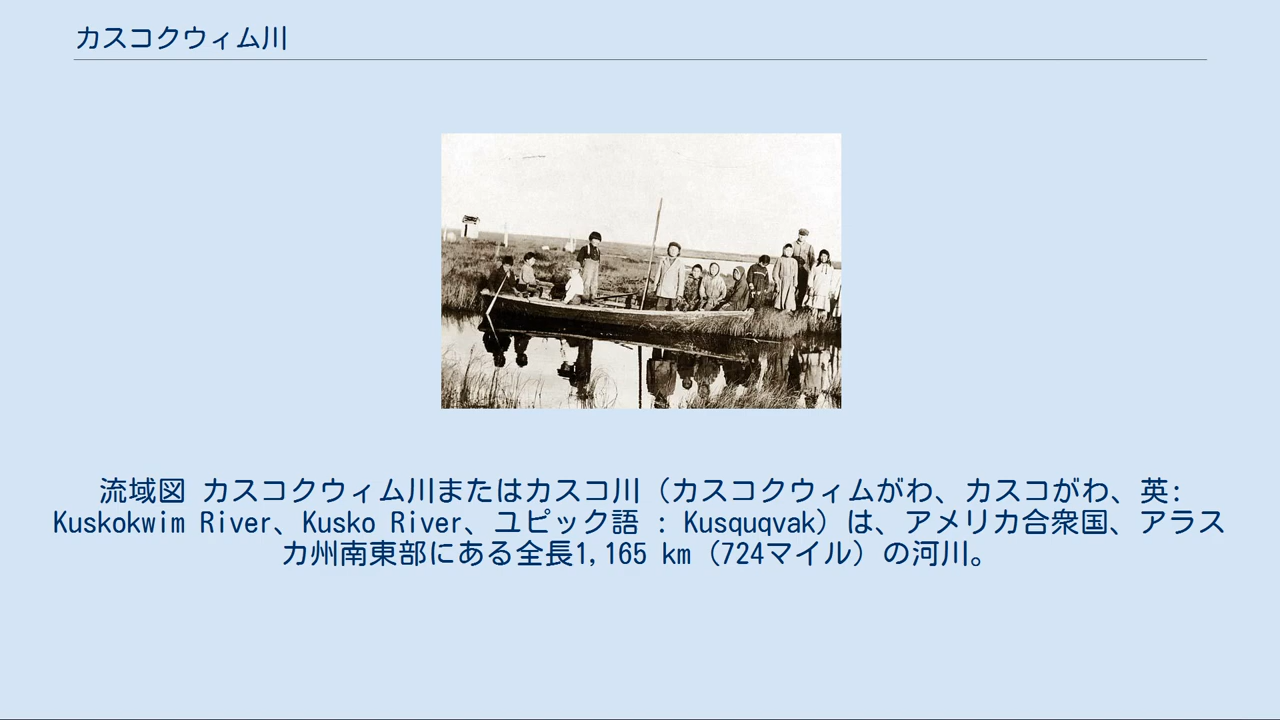 カスコクウィム川
流域図 カスコクウィム川またはカスコ川（カスコクウィムがわ、カスコがわ、英:
Kuskokwim River、Kusko River、ユピック語 : Kusquqvak）は、アメリカ合衆国、アラス
カ州南東部にある全長1,165 km（724マイル）の河川。